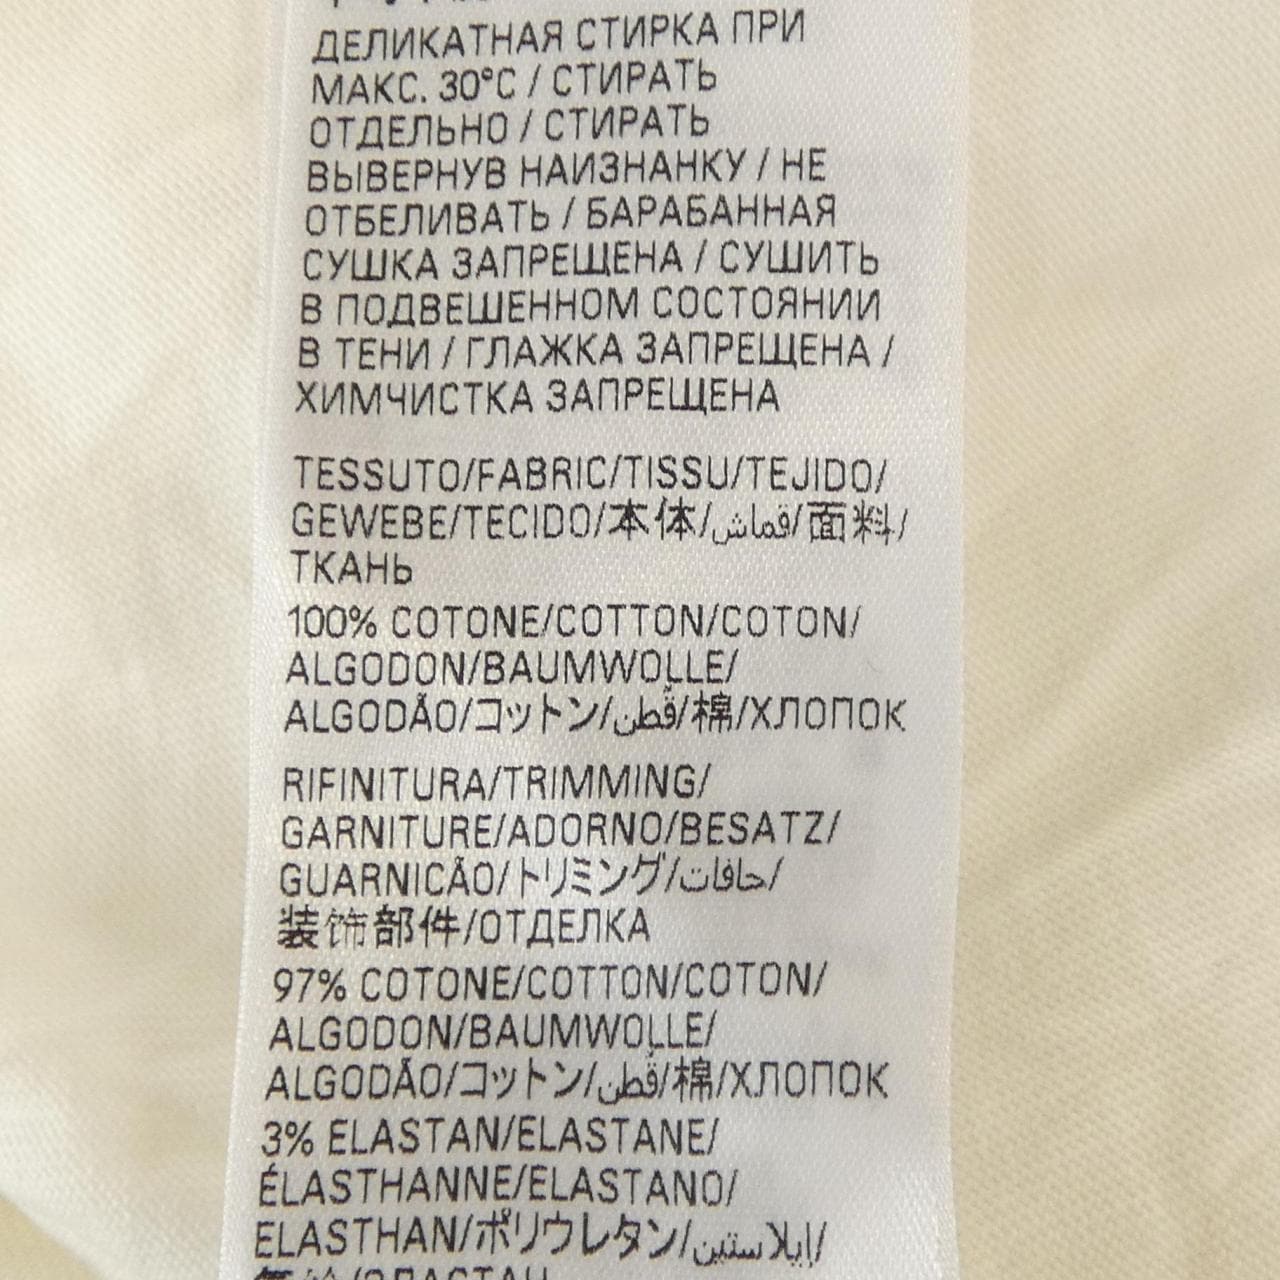 ДЕЛИКАТНАЯ СТИРКА ПРИ
МАКС. 30°C / СТИРАТЬ
ОТДЕЛЬНО / СТИРАТЬ
ВЫВЕРНУВ НАИЗНАНКУ / НЕ
ОТБЕЛИВАТЬ / БАРАБАННАЯ
СУШКА ЗАПРЕЩЕНА / СУШИТЬ
В ПОДВЕШЕННОМ СОСТОЯНИИ
В ТЕНИ / ГЛАЖКА ЗАПРЕЩЕНА /
ХИМЧИСТКА ЗАПРЕЩЕНА
TESSUTO/FABRIC/TISSU/TEJIDO/
GEWEBE/TECIDO/本体/قماش/面料/
ТКАНЬ
100% COTONE/COTTON/COTON/
ALGODON/BAUMWOLLE/
ALGODÃO/コットン/قُطن/棉/ХЛОПОК
RIFINITURA/TRIMMING/
GARNITURE/ADORNO/BESATZ/
GUARNICÃO/トリミング/حافات/
装饰部件/ОТДЕЛКА
97% COTONE/COTTON/COTON/
ALGODON/BAUMWOLLE/
ALGODÃO/コットン/قُطن/棉/ХЛОПОК
3% ELASTAN/ELASTANE/
ÉLASTHANNE/ELASTANO/
ELASTHAN/ポリウレタン/إيلاستين/
ЭЛАСТАН